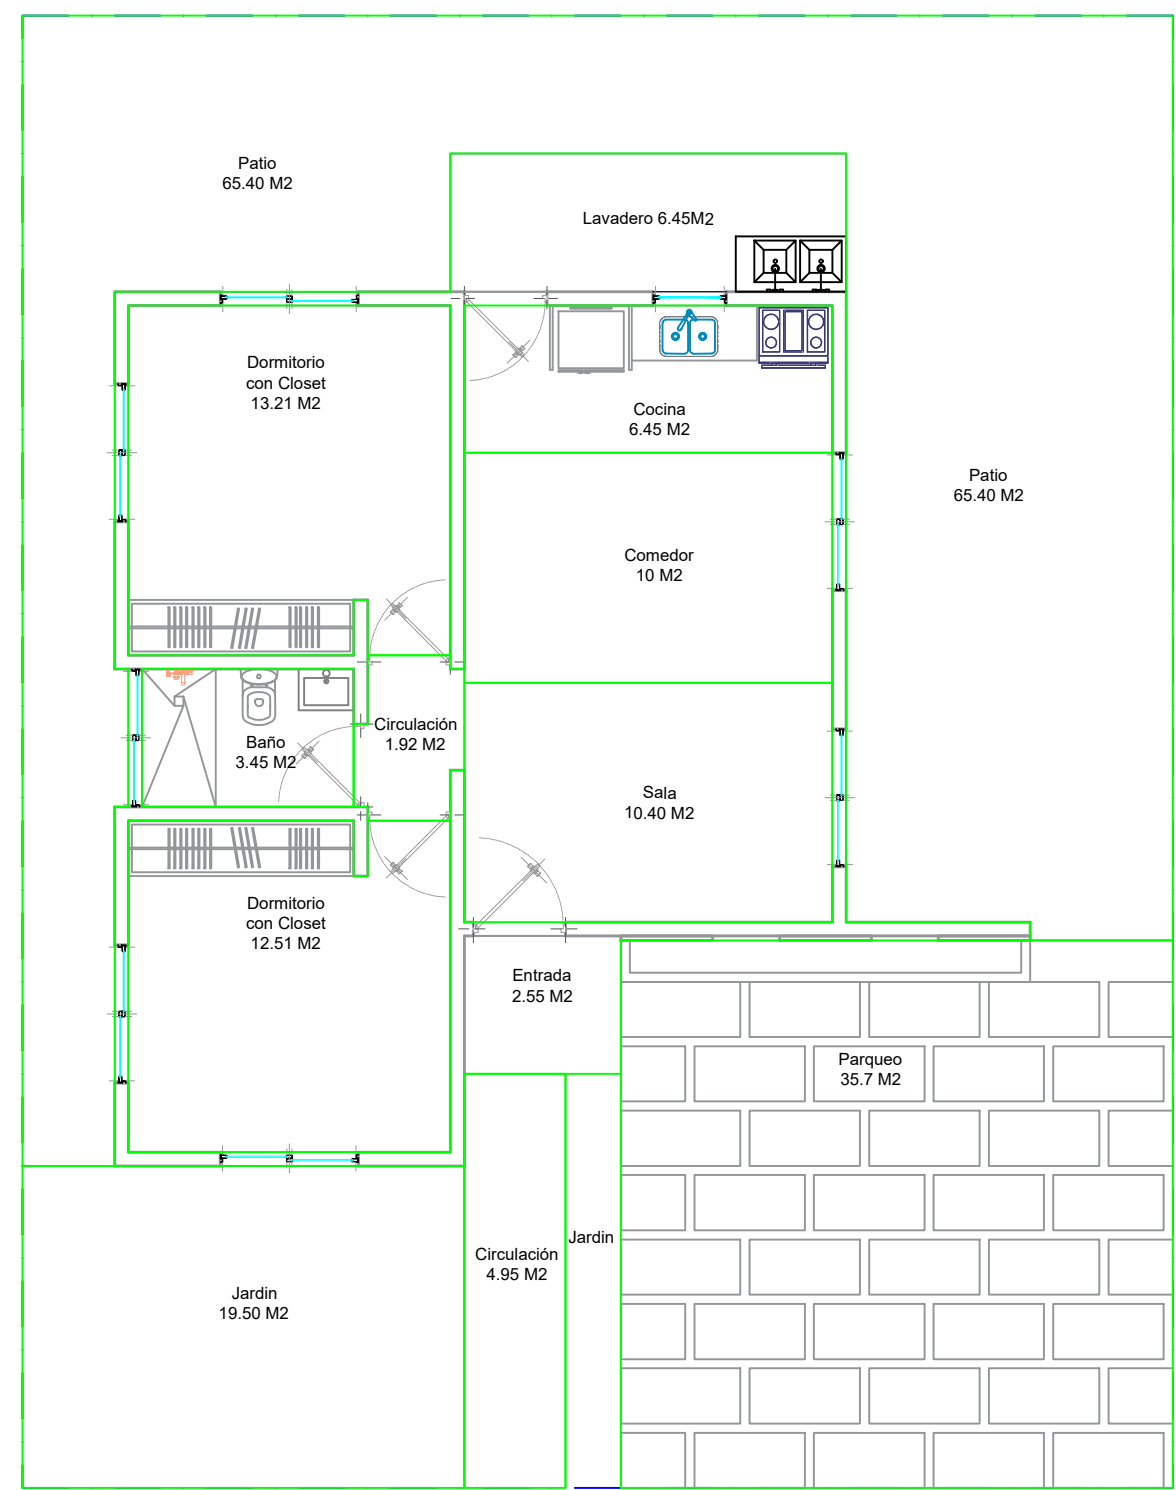 Patio
65.40 M2
Lavadero 6.45M2
Dormitorio
con Closet
13.21 M2
Cocina
6.45 M2
Patio
65.40 M2
Comedor
10 M2
Circulación
1.92 M2
Baño
3.45 M2
Sala
10.40 M2
Dormitorio
con Closet
12.51 M2
Entrada
2.55 M2
Parqueo
35.7 M2
Jardin
Circulación
4.95 M2
Jardin
19.50 M2